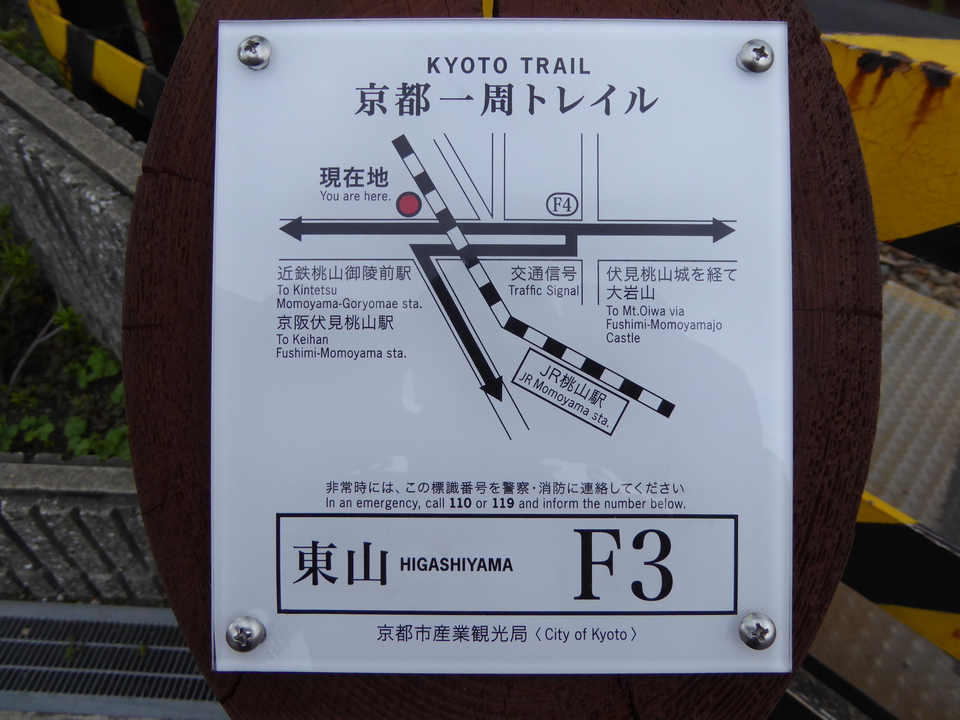 KYOTO TRAIL
京都一周トレイル
現在地
You are here.
F4
近鉄桃山御陵前駅
To Kintetsu
Momoyama-Goryomae sta.
京阪伏見桃山駅
To Keihan
Fushimi-Momoyama sta.
交通信号
Traffic Signal
伏見桃山城を経て
大岩山
To Mt.Oiwa via
Fushimi-Momoyamajo
Castle
JR桃山駅
JR Momoyama sta.
非常時には、この標識番号を警察・消防に連絡してください
In an emergency, call 110 or 119 and inform the number below.
東山 HIGASHIYAMA F3
京都市産業観光局〈City of Kyoto〉